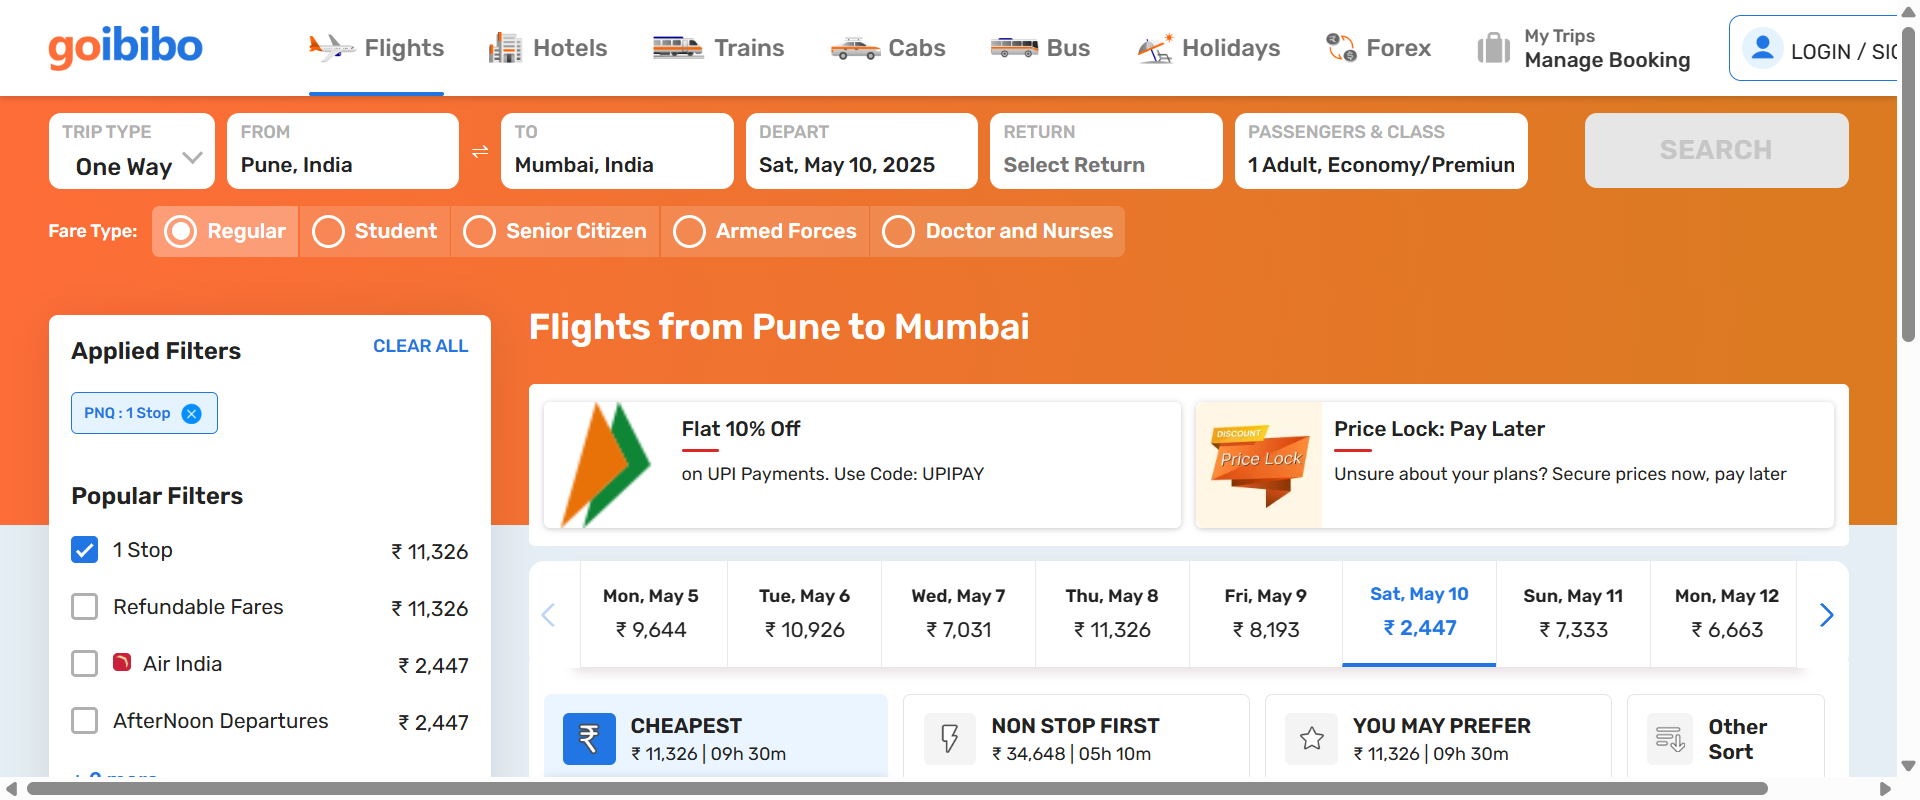 goibibo
Flights
Hotels
Trains
Cabs
Bus
Holidays
Forex
My Trips
Manage Booking
LOGIN / SIG
TRIP TYPE
One Way
FROM
Pune, India
TO
Mumbai, India
DEPART
Sat, May 10, 2025
RETURN
Select Return
PASSENGERS & CLASS
1 Adult, Economy/Premium
SEARCH
Fare Type:
Regular
Student
Senior Citizen
Armed Forces
Doctor and Nurses
Applied Filters
CLEAR ALL
PNQ : 1 Stop
Popular Filters
1 Stop ₹ 11,326
Refundable Fares ₹ 11,326
Air India ₹ 2,447
AfterNoon Departures ₹ 2,447
Flights from Pune to Mumbai
Flat 10% Off
on UPI Payments. Use Code: UPIPAY
DISCOUNT
Price Lock
Price Lock: Pay Later
Unsure about your plans? Secure prices now, pay later
Mon, May 5
₹ 9,644
Tue, May 6
₹ 10,926
Wed, May 7
₹ 7,031
Thu, May 8
₹ 11,326
Fri, May 9
₹ 8,193
Sat, May 10
₹ 2,447
Sun, May 11
₹ 7,333
Mon, May 12
₹ 6,663
₹
CHEAPEST
₹ 11,326 | 09h 30m
NON STOP FIRST
₹ 34,648 | 05h 10m
YOU MAY PREFER
₹ 11,326 | 09h 30m
Other
Sort